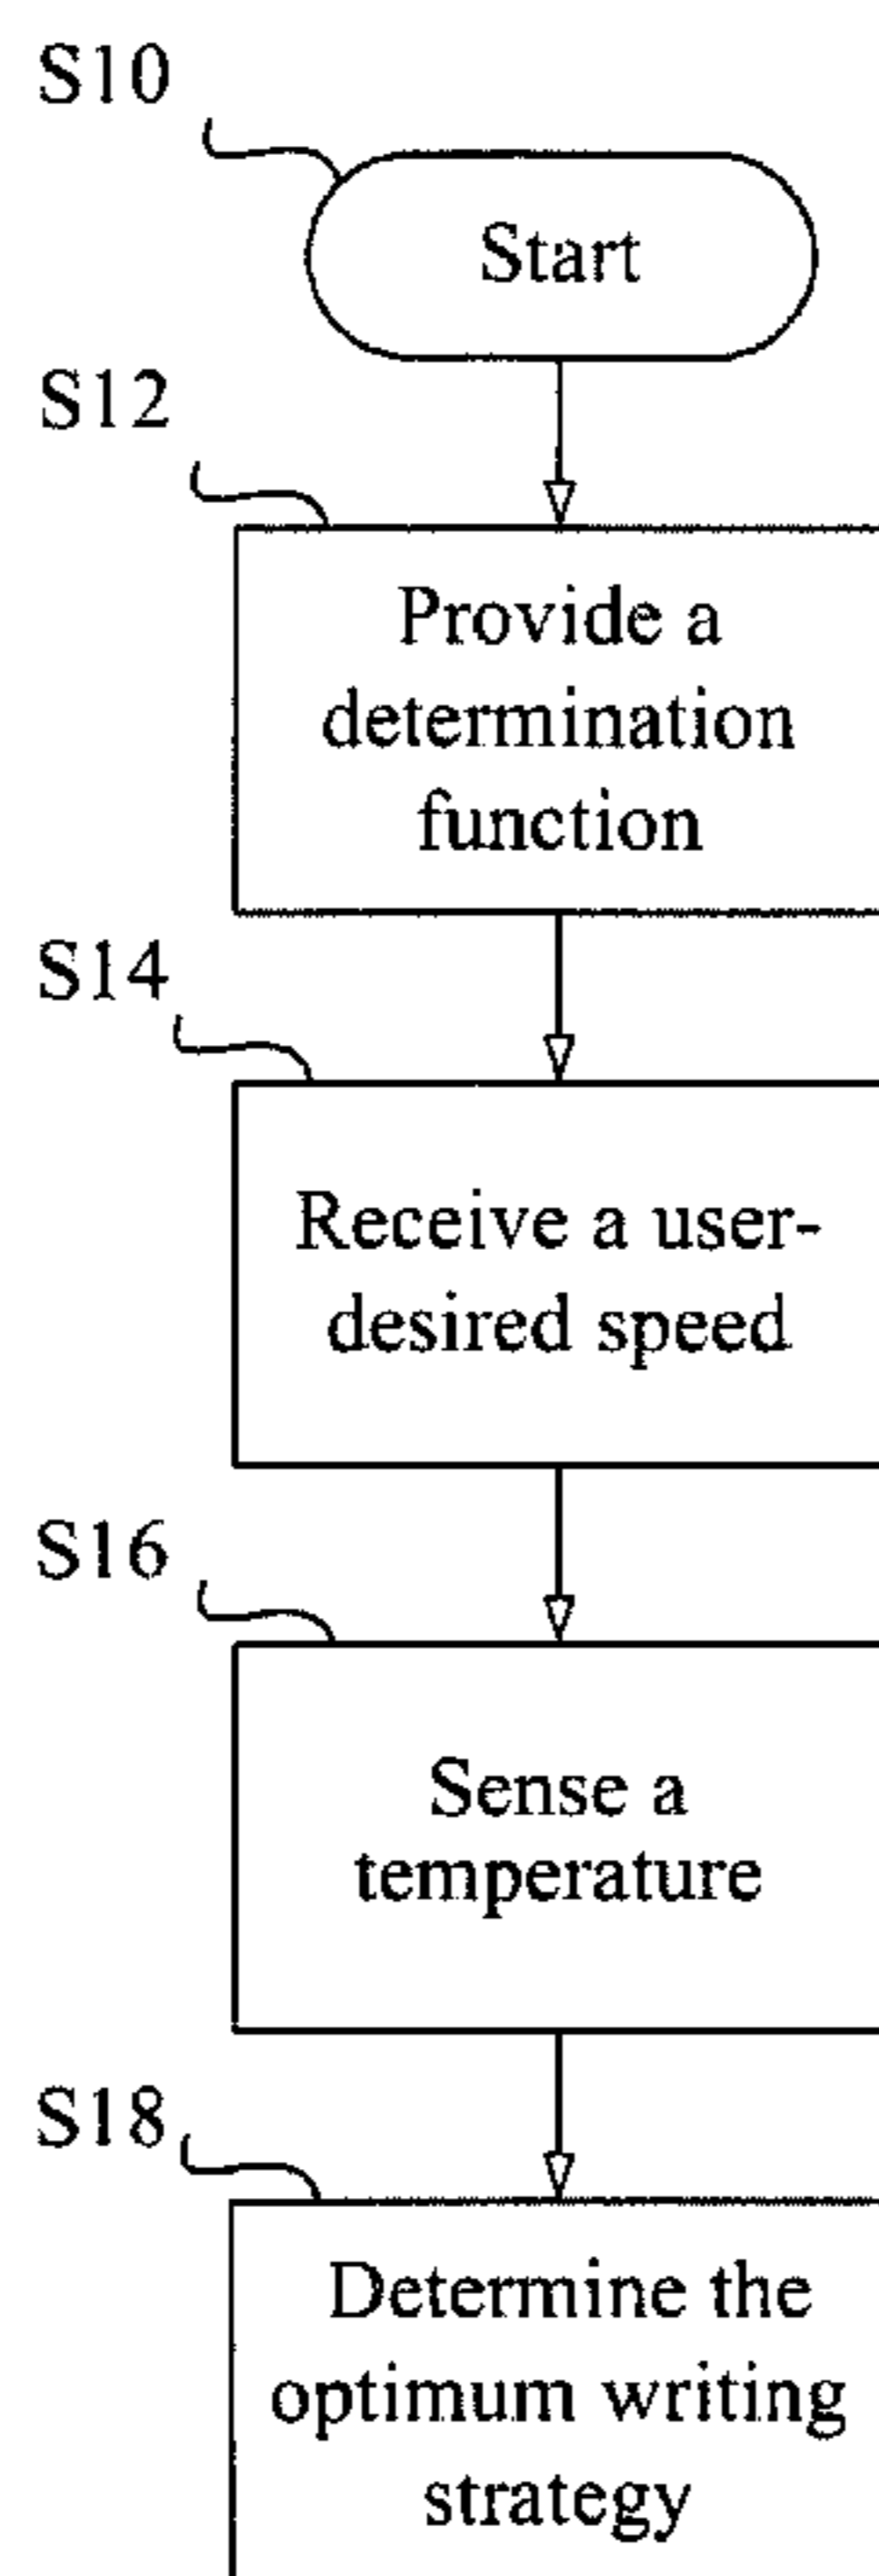 S10
Start
S12
Provide a
determination
function
S14
Receive a user-
desired speed
S16
Sense a
temperature
S18
Determine the
optimum writing
strategy